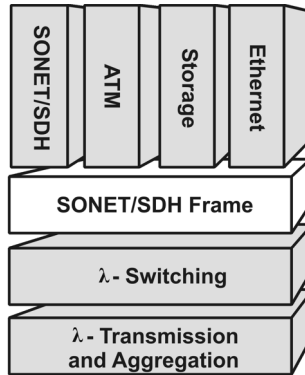 SONET/SDH
ATM
Storage
Ethernet
SONET/SDH Frame
λ- Switching
λ- Transmission
and Aggregation